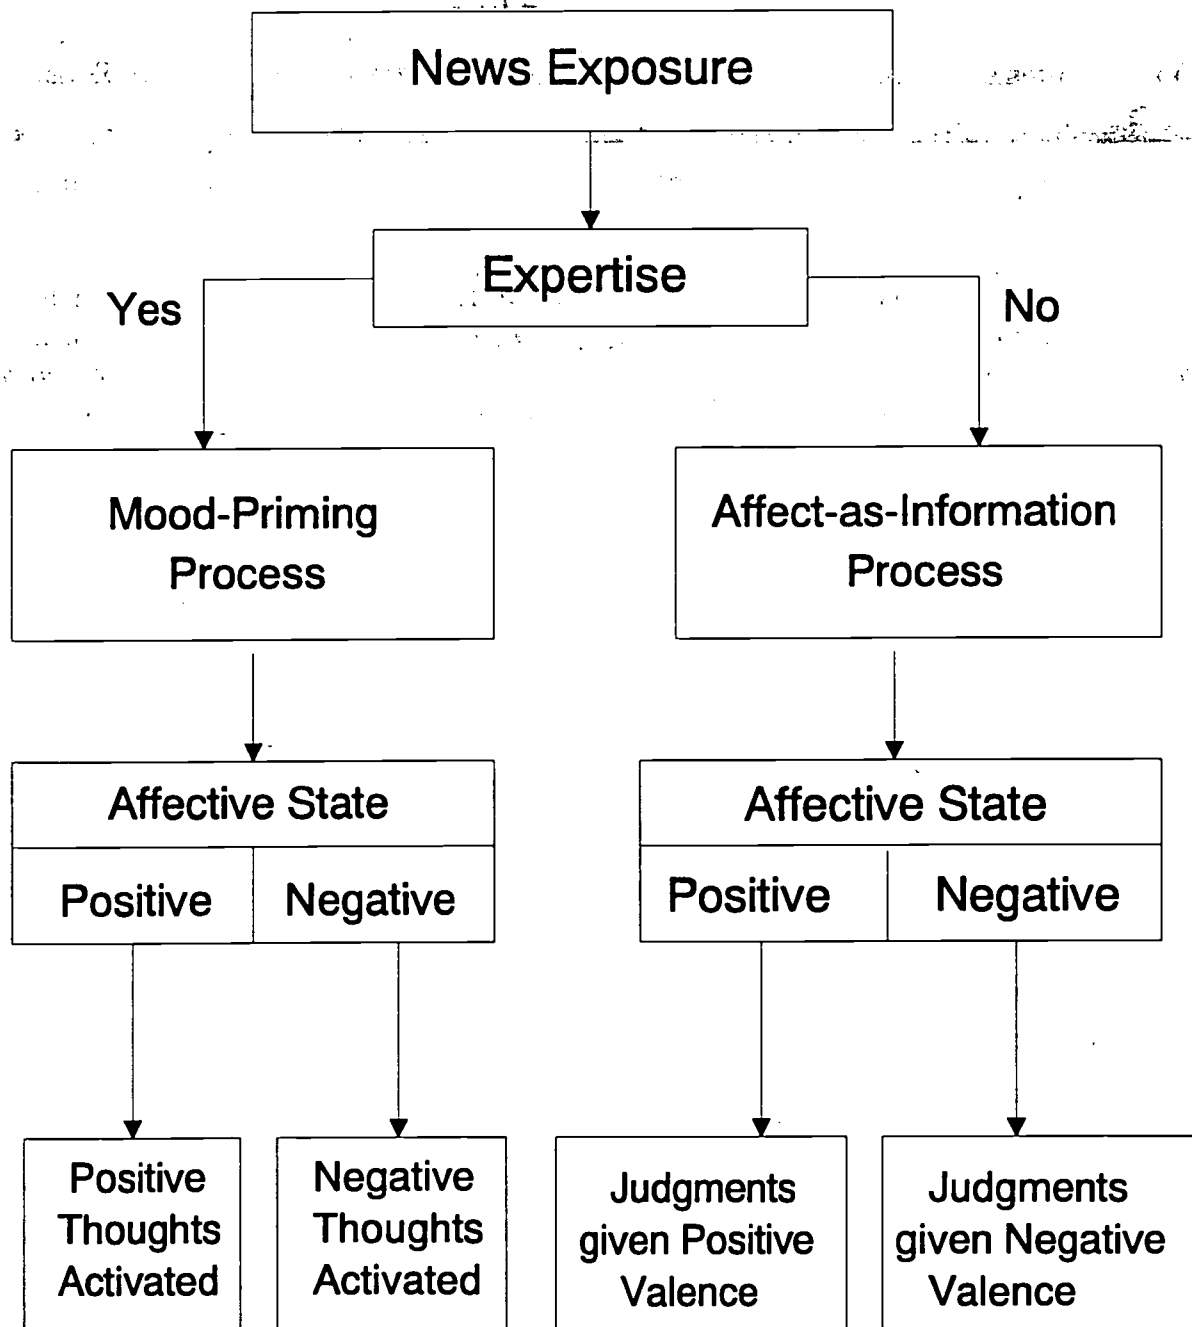 News Exposure
Expertise
Yes
No
Mood-Priming
Process
Affect-as-Information
Process
Affective State
Positive
Negative
Affective State
Positive
Negative
Positive
Thoughts
Activated
Negative
Thoughts
Activated
Judgments
given Positive
Valence
Judgments
given Negative
Valence